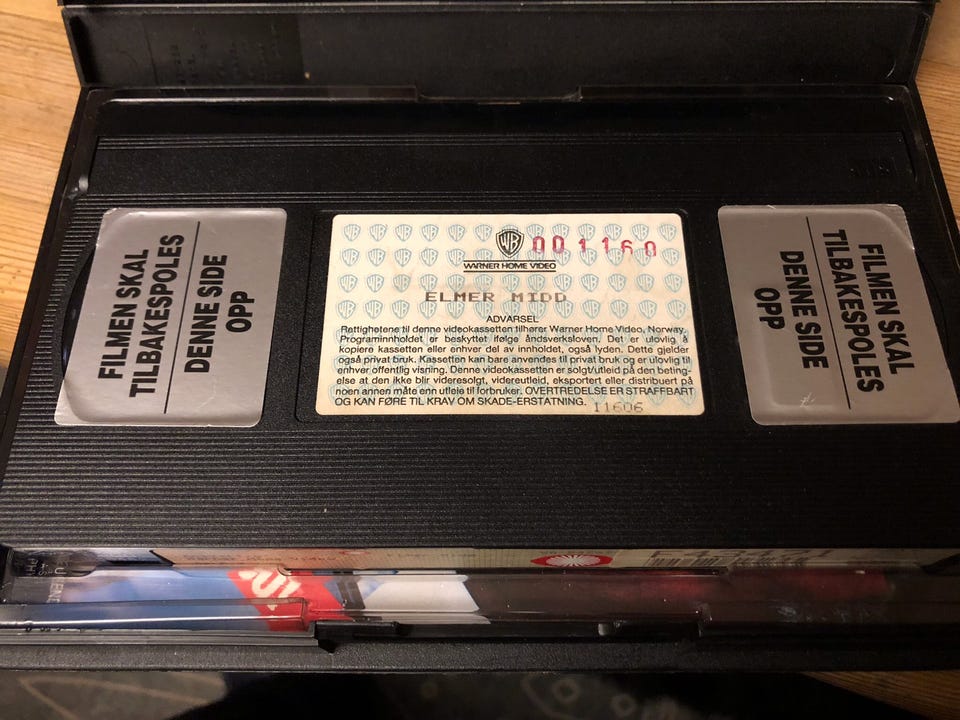 FILMEN SKAL
TILBAKESPOLES
DENNE SIDE
OPP
WB
001160
WARNER HOME VIDEO
ELMER MIDD
ADVARSEL
Rettighetene til denne videokassetten tilhører Warner Home Video, Norway.
Programinnholdet er beskyttet ifølge åndsverksloven. Det er ulovlig å
kopiere kassetten eller enhver del av innholdet, også lyden. Dette gjelder
også privat bruk. Kassetten kan bare anvendes til privat bruk og er ulovlig til
enhver offentlig visning. Denne videokassetten er solgt/utleid på den beting-
else at den ikke blir videresolgt, videreutleid, eksportert eller distribuert på
noen annen måte enn utleie til forbruker. OVERTREDELSE ER STRAFFBART
OG KAN FØRE TIL KRAV OM SKADE-ERSTATNING.
11606
FILMEN SKAL
TILBAKESPOLES
DENNE SIDE
OPP